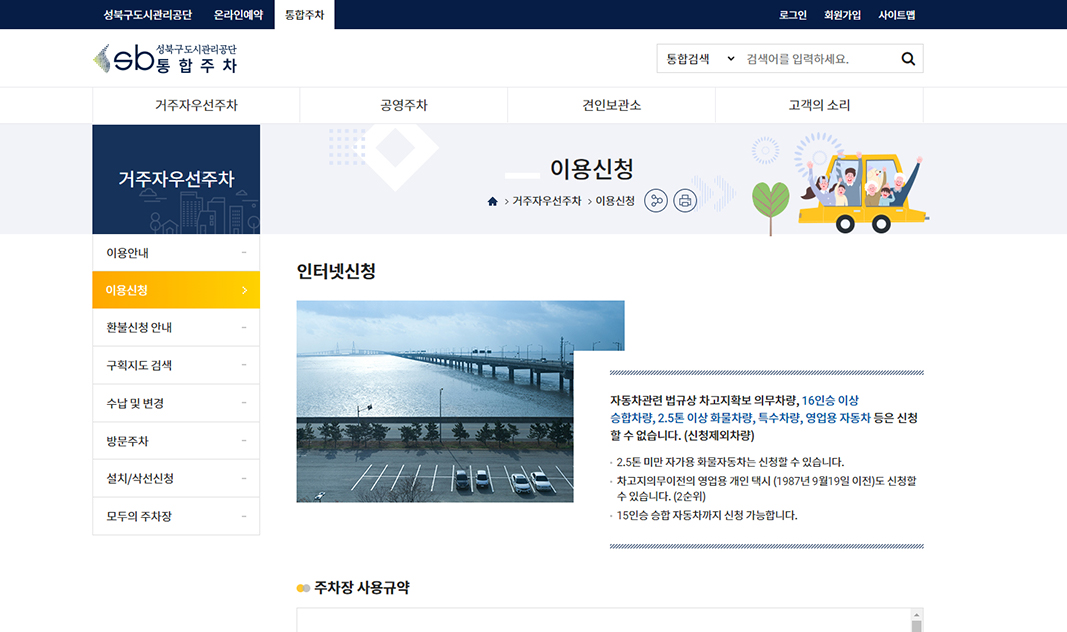 성북구도시관리공단 온라인예약 통합주차 로그인 회원가입 사이트맵
sb 성북구도시관리공단 통합주차
통합검색 검색어를 입력하세요.
거주자우선주차 공영주차 견인보관소 고객의 소리
거주자우선주차
이용신청
> 거주자우선주차 > 이용신청
이용안내
이용신청
환불신청 안내
구획지도 검색
수납 및 변경
방문주차
설치/삭선신청
모두의 주차장
인터넷신청
자동차관련 법규상 차고지확보 의무차량, 16인승 이상
승합차량, 2.5톤 이상 화물차량, 특수차량, 영업용 자동차 등은 신청
할 수 없습니다. (신청제외차량)
· 2.5톤 미만 자가용 화물자동차는 신청할 수 있습니다.
· 차고지의무이전의 영업용 개인 택시 (1987년 9월19일 이전)도 신청할
수 있습니다. (2순위)
· 15인승 승합 자동차까지 신청 가능합니다.
주차장 사용규약